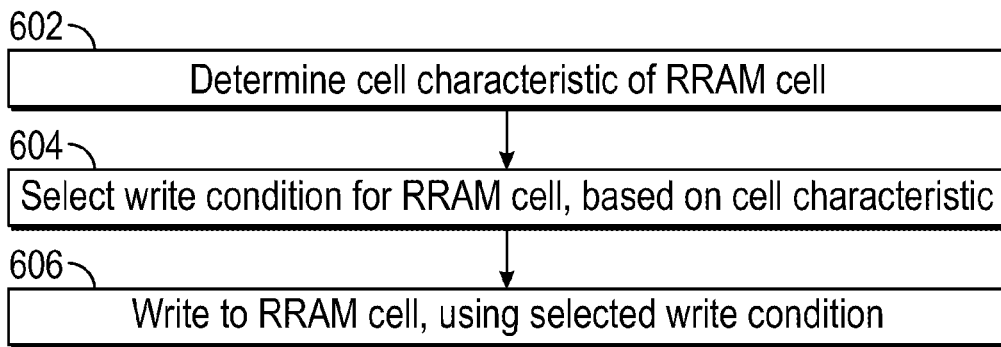 602
Determine cell characteristic of RRAM cell
604
Select write condition for RRAM cell, based on cell characteristic
606
Write to RRAM cell, using selected write condition